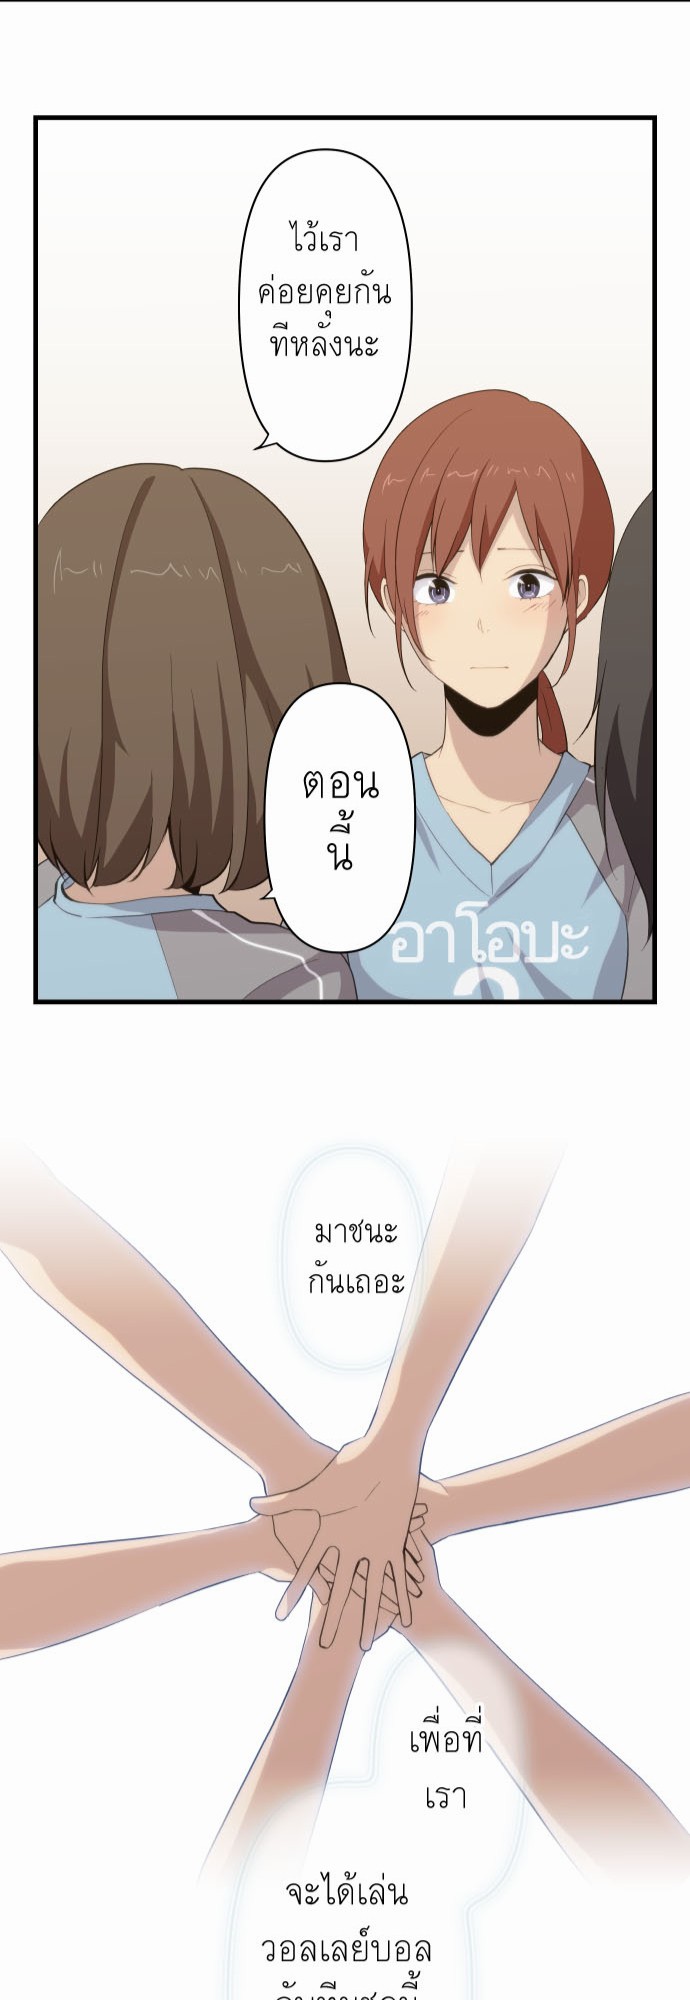 ไว้เรา
ค่อยคุยกัน
ทีหลังนะ
ตอน
นี้
อาโอบะ
2
มาชนะ
กันเถอะ
เพื่อที่
เรา
จะได้เล่น
วอลเลย์บอล